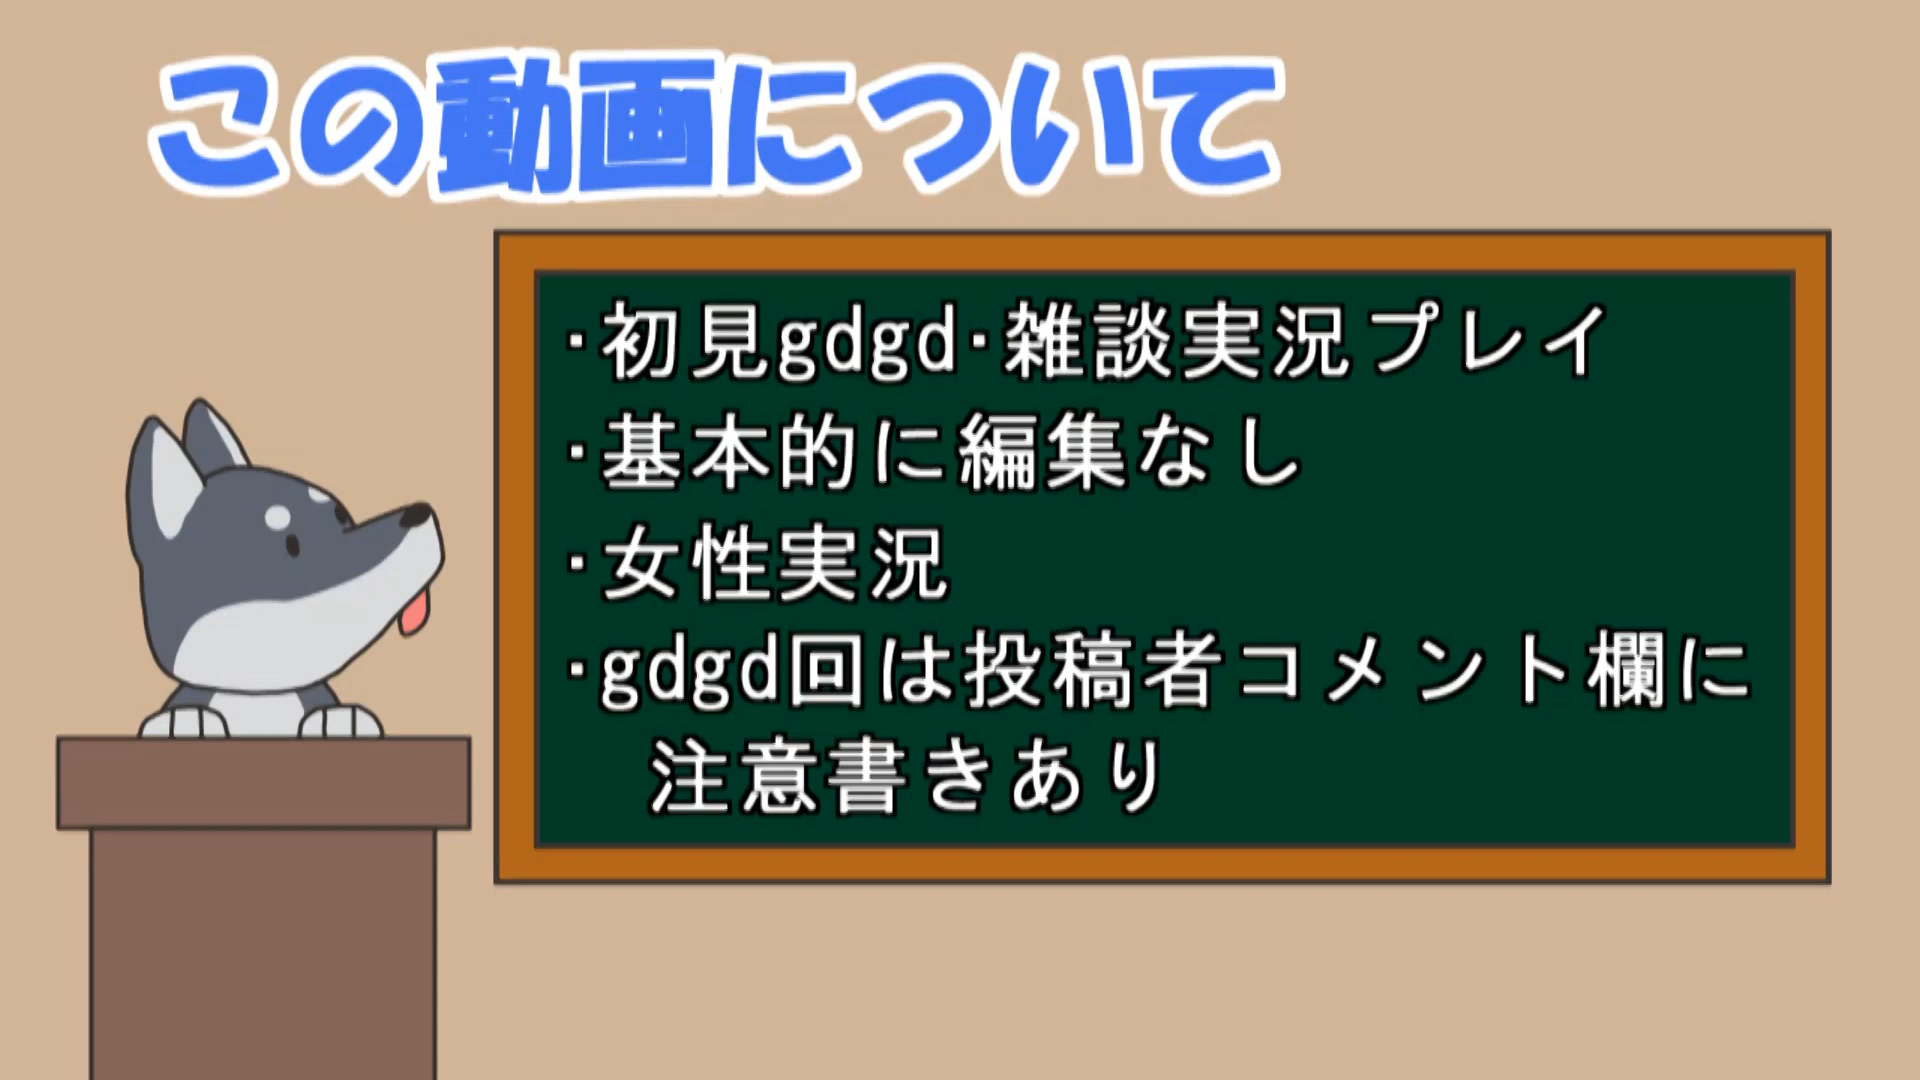 この動画について
・初見gdgd・雑談実況プレイ
・基本的に編集なし
・女性実況
・gdgd回は投稿者コメント欄に
注意書きあり